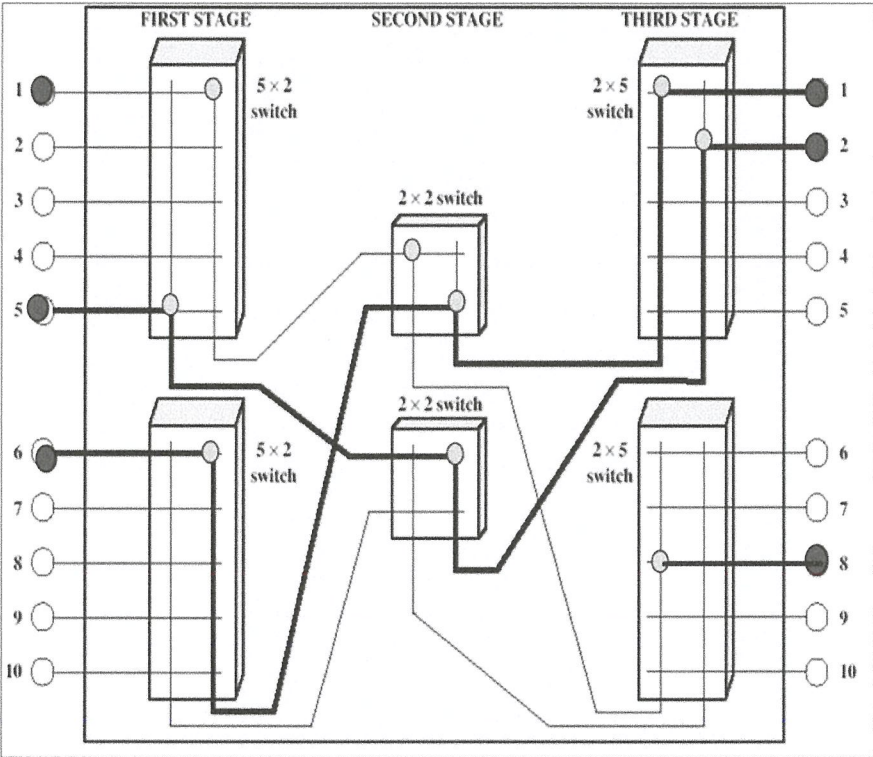 FIRST STAGE
SECOND STAGE
THIRD STAGE
1
2
3
4
5
6
7
8
9
10
5 × 2
switch
5 × 2
switch
2 × 2 switch
2 × 2 switch
2 × 5
switch
2 × 5
switch
1
2
3
4
5
6
7
8
9
10